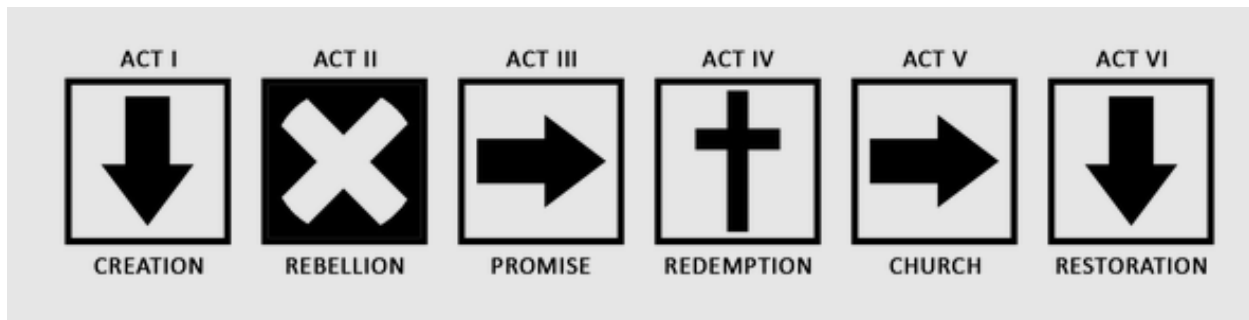 ACT I ACT II ACT III ACT IV ACT V ACT VI
CREATION REBELLION PROMISE REDEMPTION CHURCH RESTORATION